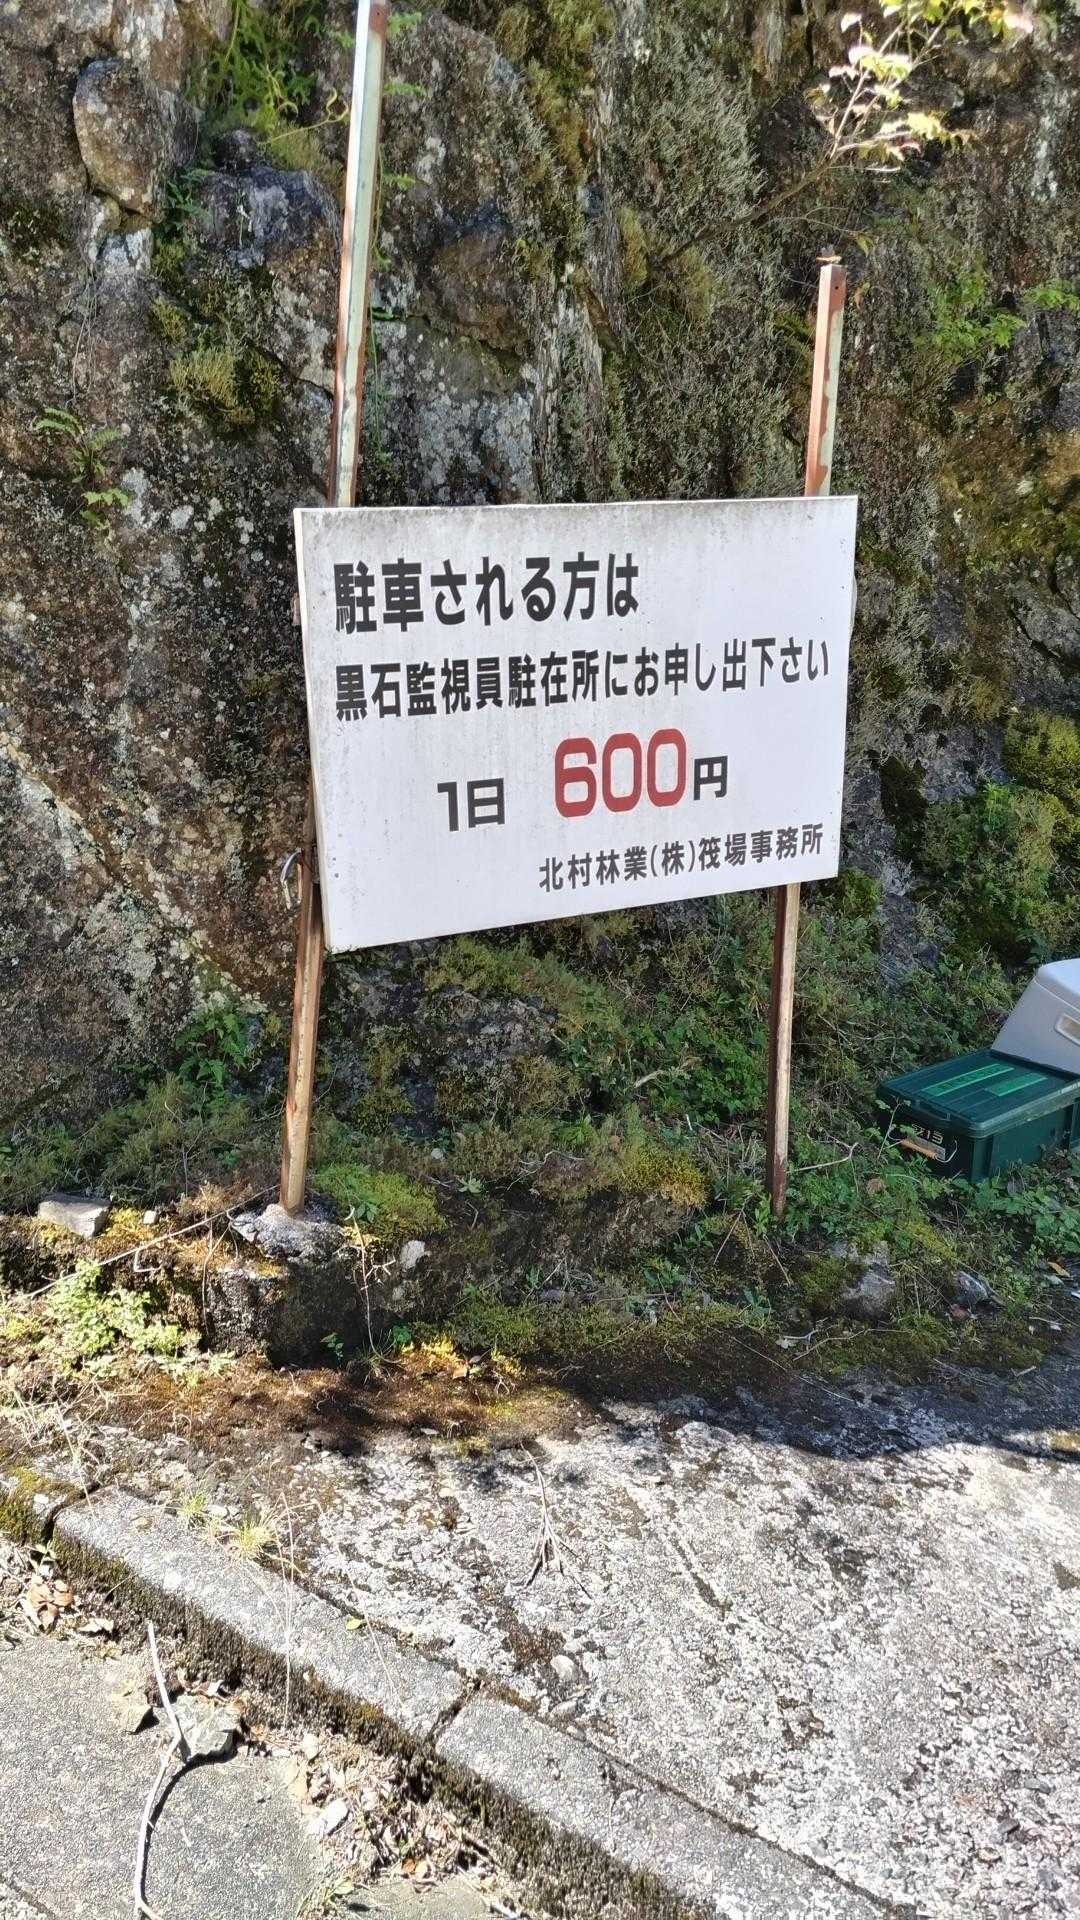 駐車される方は
黒石監視員駐在所にお申し出下さい
1日 600円
北村林業(株)筏場事務所